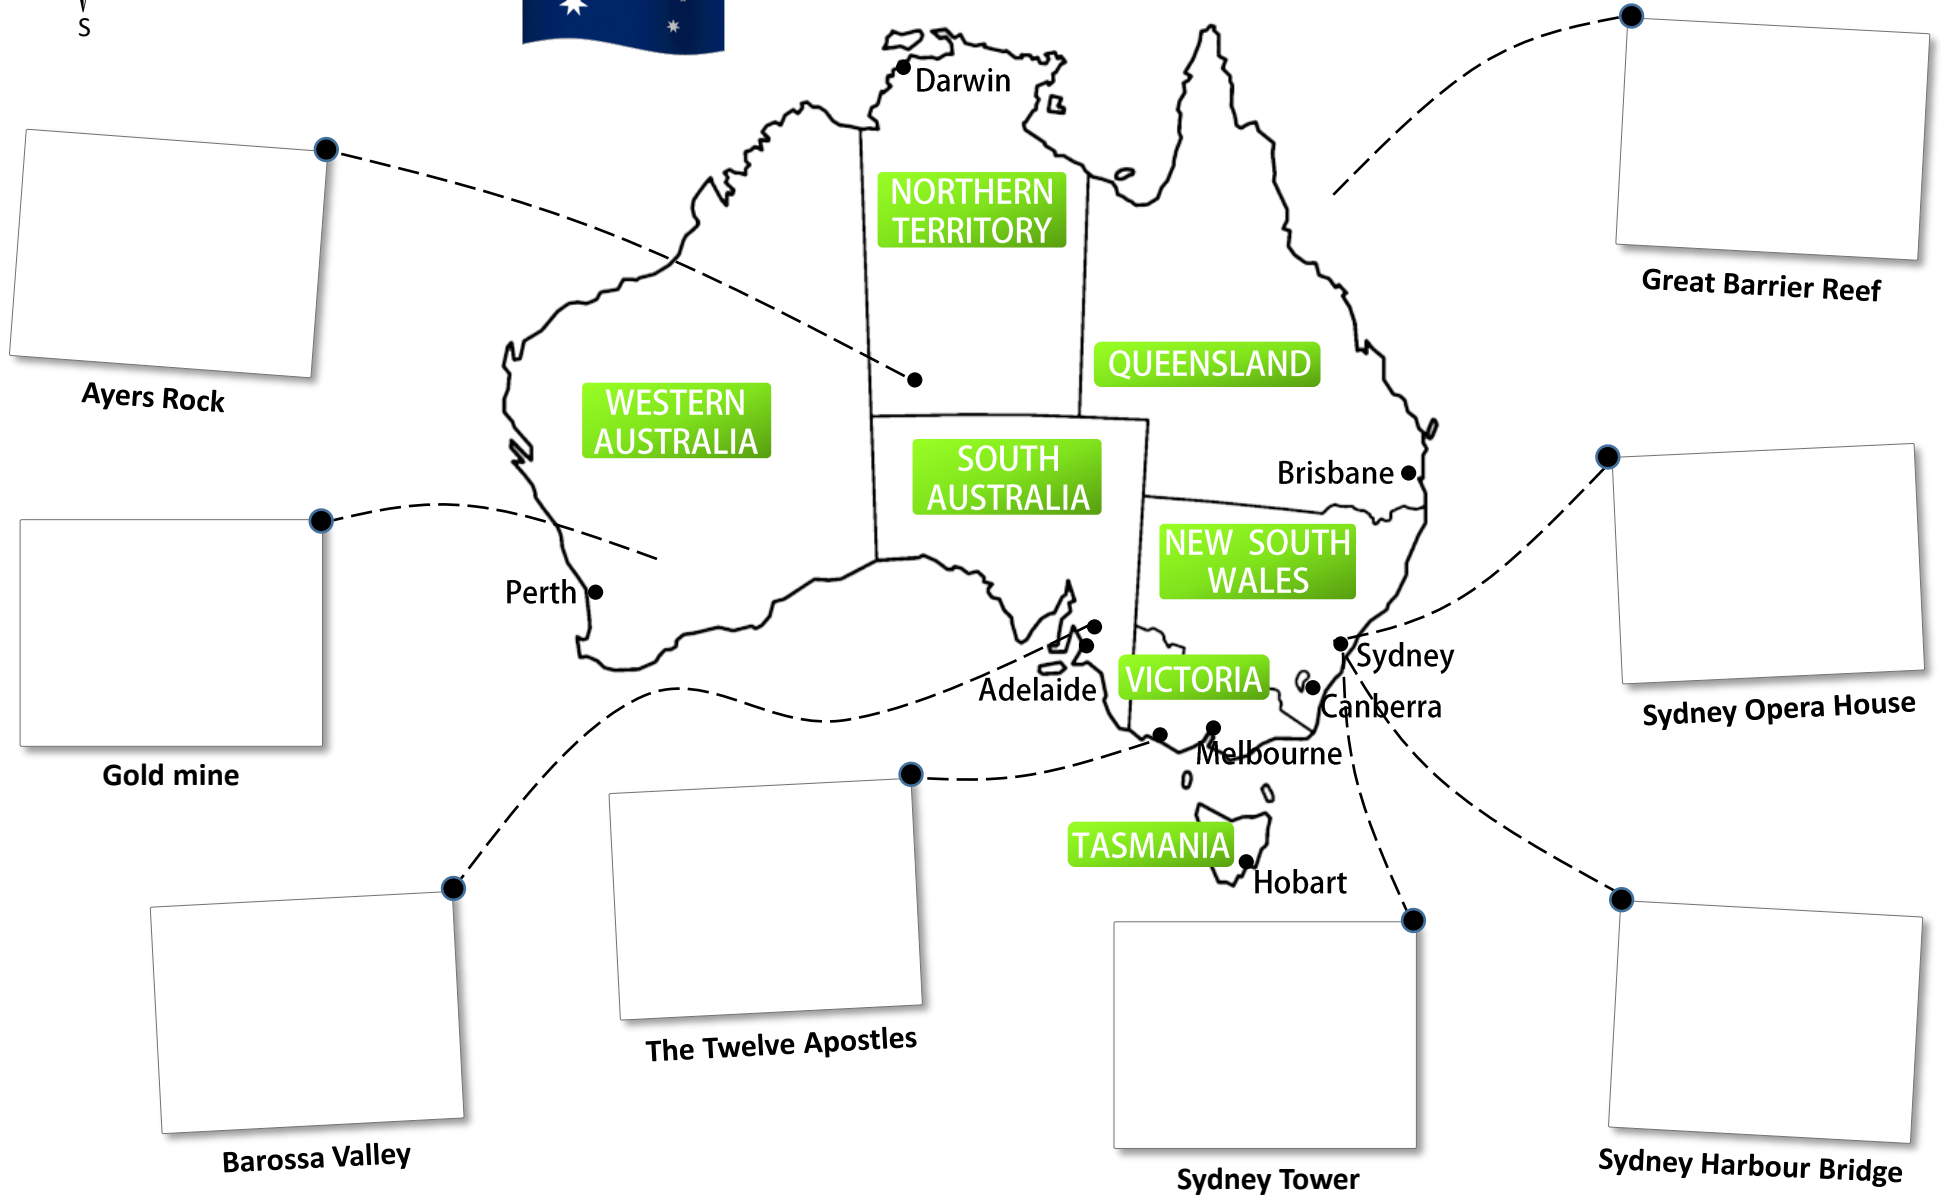 S
Darwin
NORTHERN
TERRITORY
Great Barrier Reef
QUEENSLAND
Ayers Rock
WESTERN
AUSTRALIA
SOUTH
AUSTRALIA
Brisbane
NEW SOUTH
WALES
Perth
Sydney
Adelaide
VICTORIA
Canberra
Sydney Opera House
Melbourne
Gold mine
TASMANIA
Hobart
The Twelve Apostles
Barossa Valley
Sydney Tower
Sydney Harbour Bridge